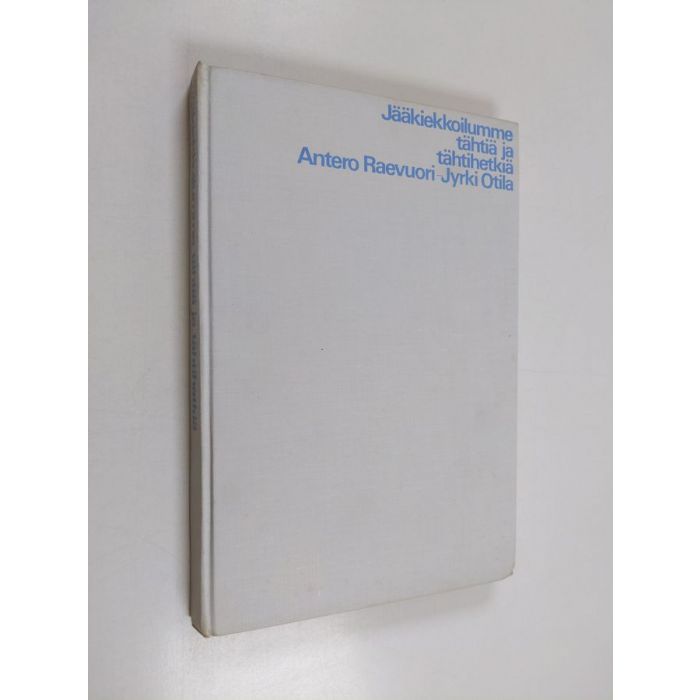 Jääkiekkoilumme
tähtiä ja
tähtihetkiä
Antero Raevuori-Jyrki Otila